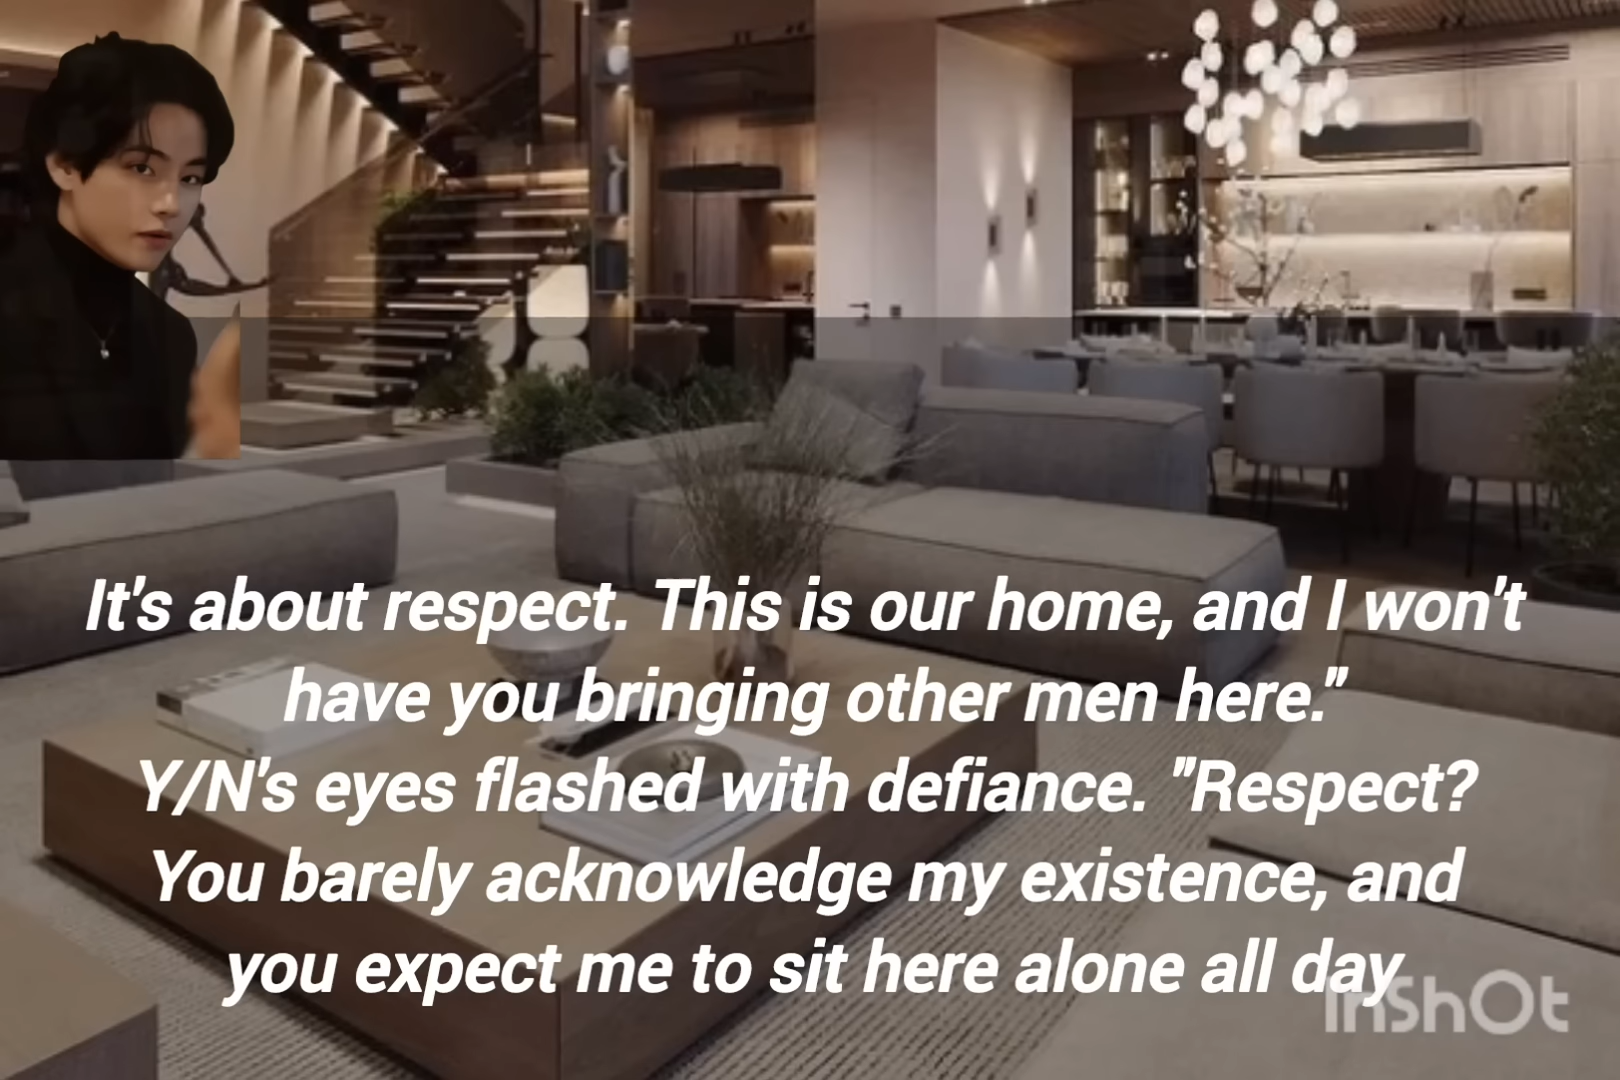 It's about respect. This is our home, and I won't
have you bringing other men here."
Y/N's eyes flashed with defiance. "Respect?
You barely acknowledge my existence, and
you expect me to sit here alone all day
InShOt